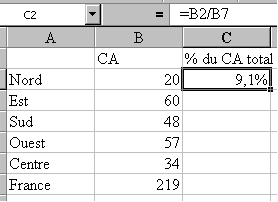 C2 = =B2/B7
A B C
1 CA % du CA total
Nord 20 9,1%
Est 60
Sud 48
Ouest 57
Centre 34
France 219